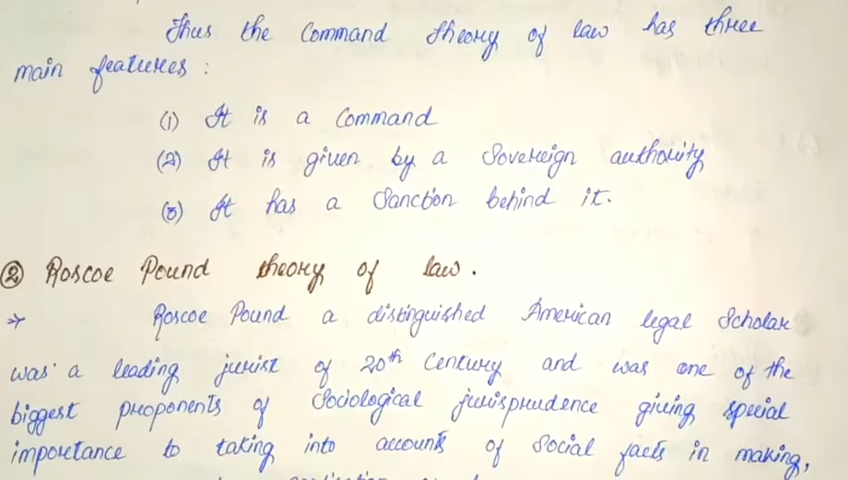 Thus the Command theory of law has three
main features :
(1) It is a Command
(2) It is given by a Sovereign authority
(3) It has a Sanction behind it.
② Roscoe Pound theory of law.
→ Roscoe Pound a distinguished American legal Scholar
was a leading jurist of 20th Century and was one of the
biggest proponents of Sociological jurisprudence giving special
importance to taking into accounts of Social facts in making,